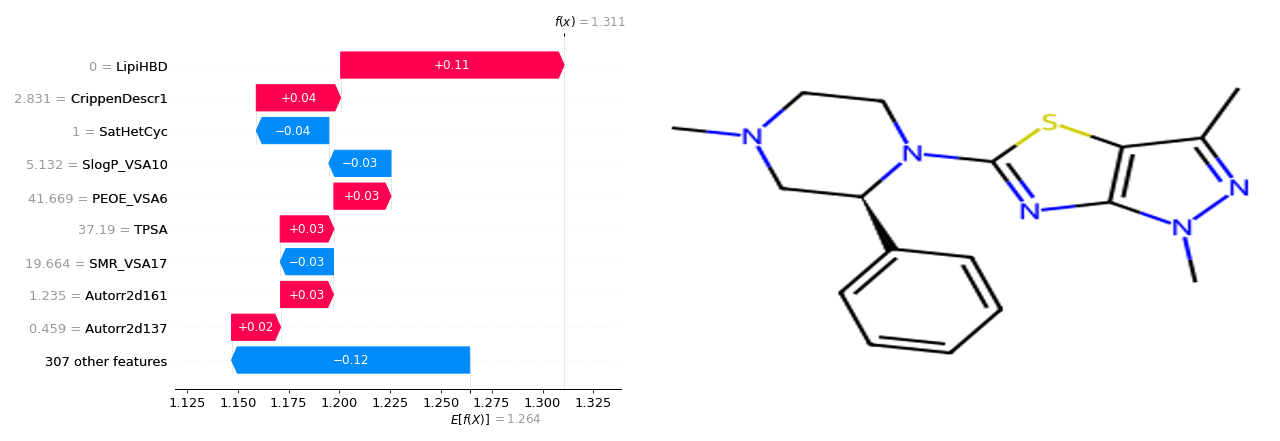 f(x) = 1.311
0 = LipiHBD
+0.11
2.831 = CrippenDescr1
+0.04
1 = SatHetCyc
−0.04
5.132 = SlogP_VSA10
−0.03
41.669 = PEOE_VSA6
+0.03
37.19 = TPSA
+0.03
19.664 = SMR_VSA17
−0.03
1.235 = Autorr2d161
+0.03
0.459 = Autorr2d137
+0.02
307 other features
−0.12
1.125 1.150 1.175 1.200 1.225 1.250 1.275 1.300 1.325
E[f(X)] = 1.264
S
N
N
N
N
N